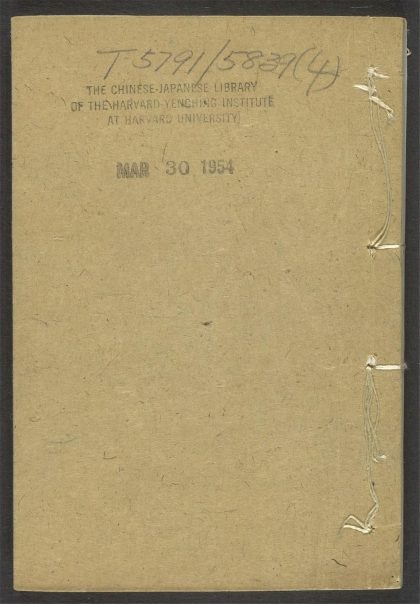 T5791/5839(4)
THE CHINESE-JAPANESE LIBRARY
OF THE HARVARD-YENCHING INSTITUTE
AT HARVARD UNIVERSITY
MAR 30 1954